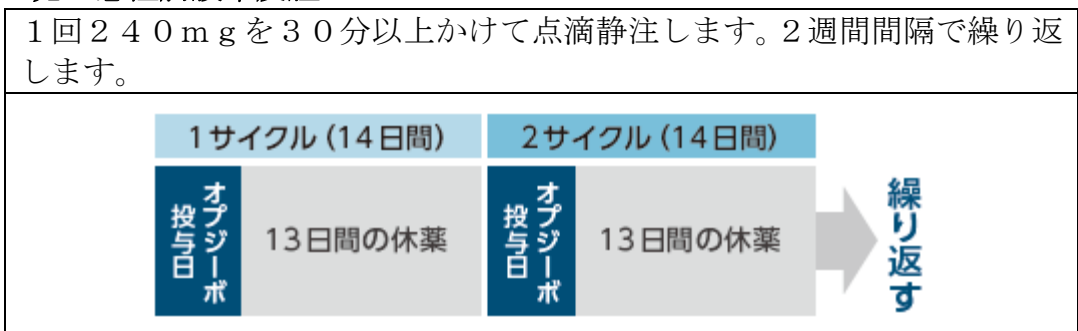 1回240mgを30分以上かけて点滴静注します。2週間間隔で繰り返
します。
1サイクル(14日間)
2サイクル(14日間)
オプジーボ
投与日
13日間の休薬
オプジーボ
投与日
13日間の休薬
繰り返す